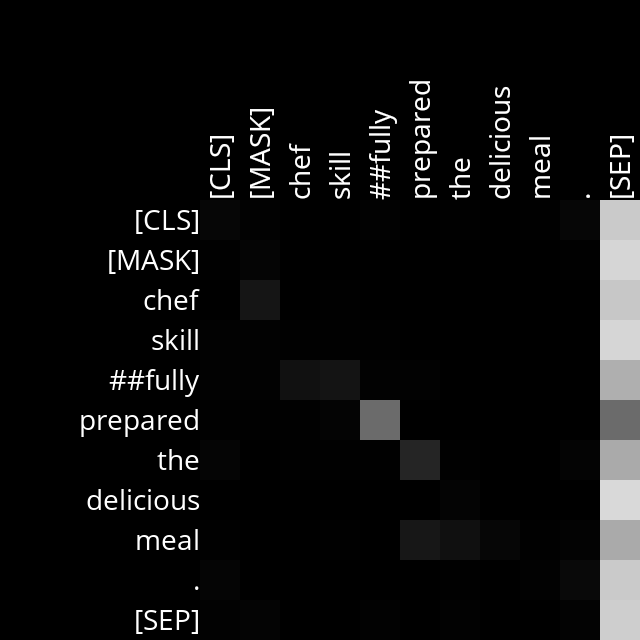 [CLS] [MASK] chef skill ##fully prepared the delicious meal . [SEP]
[CLS]
[MASK]
chef
skill
##fully
prepared
the
delicious
meal
.
[SEP]